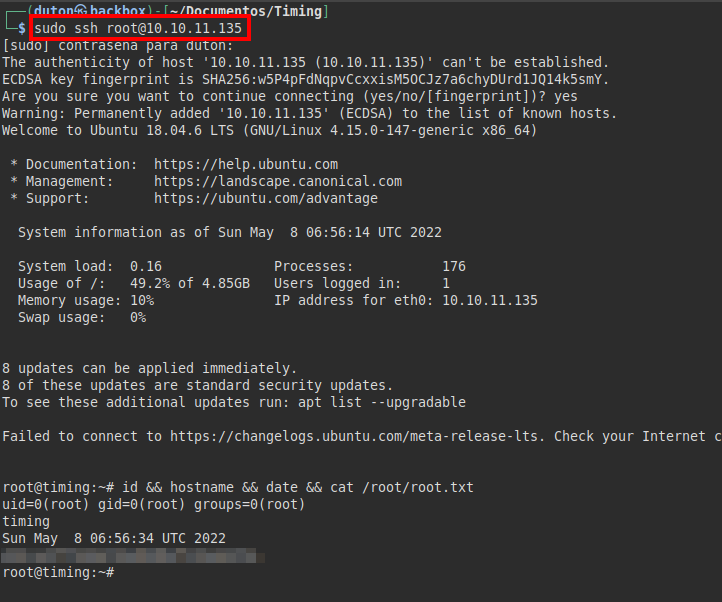 ┌──(duton㉿backbox)-[~/Documentos/Timing]
└─$ sudo ssh root@10.10.11.135
[sudo] contraseña para duton:
The authenticity of host '10.10.11.135 (10.10.11.135)' can't be established.
ECDSA key fingerprint is SHA256:w5P4pFdNqpvCcxxisM5OCJz7a6chyDUrd1JQ14k5smY.
Are you sure you want to continue connecting (yes/no/[fingerprint])? yes
Warning: Permanently added '10.10.11.135' (ECDSA) to the list of known hosts.
Welcome to Ubuntu 18.04.6 LTS (GNU/Linux 4.15.0-147-generic x86_64)
* Documentation:  https://help.ubuntu.com
* Management:     https://landscape.canonical.com
* Support:        https://ubuntu.com/advantage
System information as of Sun May  8 06:56:14 UTC 2022
System load:  0.16              Processes:             176
Usage of /:   49.2% of 4.85GB   Users logged in:       1
Memory usage: 10%               IP address for eth0: 10.10.11.135
Swap usage:   0%
8 updates can be applied immediately.
8 of these updates are standard security updates.
To see these additional updates run: apt list --upgradable
Failed to connect to https://changelogs.ubuntu.com/meta-release-lts. Check your Internet c
root@timing:~# id && hostname && date && cat /root/root.txt
uid=0(root) gid=0(root) groups=0(root)
timing
Sun May  8 06:56:34 UTC 2022
root@timing:~#